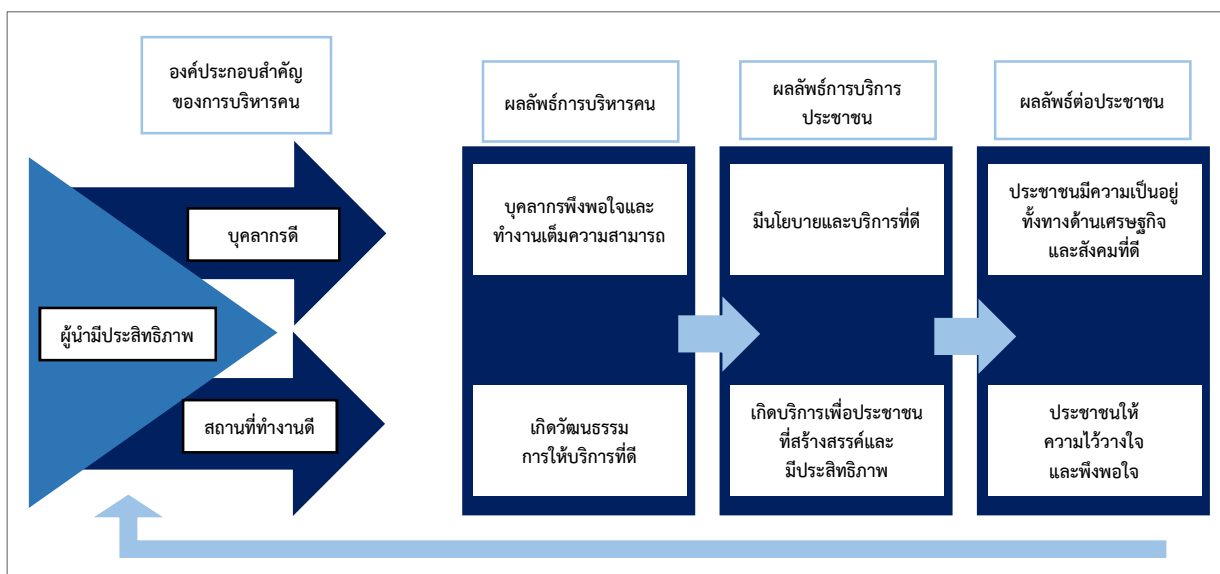 องค์ประกอบสำคัญ
ของการบริหารคน
ผลลัพธ์การบริหารคน
ผลลัพธ์การบริการ
ประชาชน
ผลลัพธ์ต่อประชาชน
บุคลากรดี
ผู้นำมีประสิทธิภาพ
สถานที่ทำงานดี
บุคลากรพึงพอใจและ
ทำงานเต็มความสามารถ
เกิดวัฒนธรรม
การให้บริการที่ดี
มีนโยบายและบริการที่ดี
เกิดบริการเพื่อประชาชน
ที่สร้างสรรค์และ
มีประสิทธิภาพ
ประชาชนมีความเป็นอยู่
ทั้งทางด้านเศรษฐกิจ
และสังคมที่ดี
ประชาชนให้
ความไว้วางใจ
และพึงพอใจ